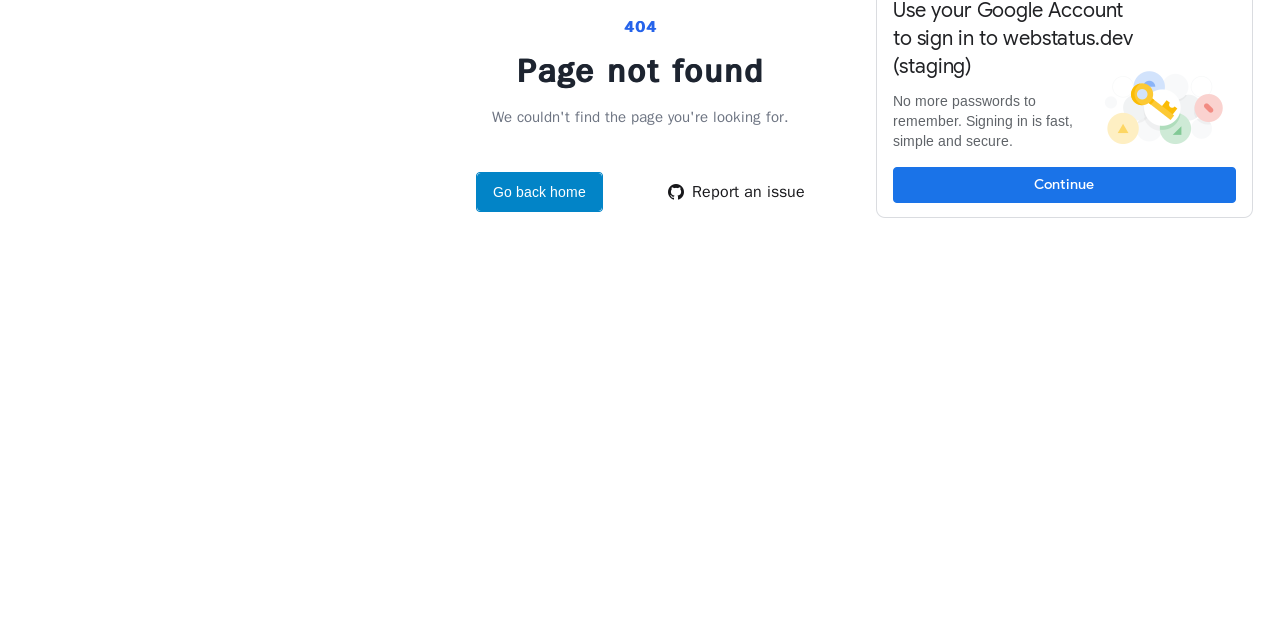 404
Page not found
We couldn't find the page you're looking for.
Go back home
Report an issue
Use your Google Account
to sign in to webstatus.dev
(staging)
No more passwords to
remember. Signing in is fast,
simple and secure.
Continue